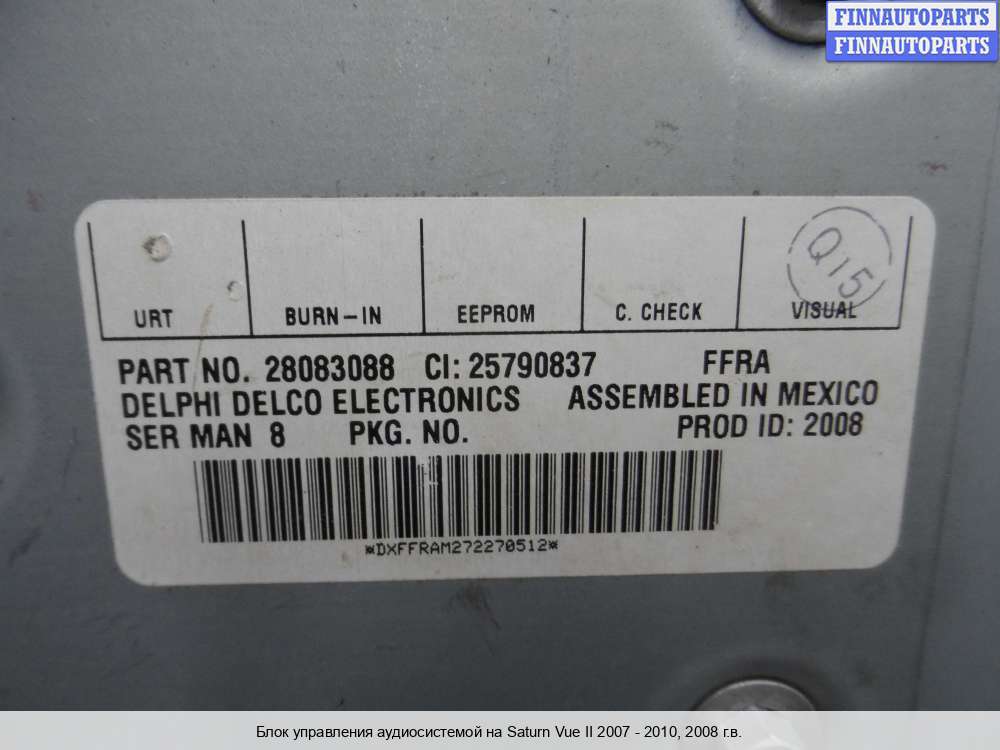 FINNAUTOPARTS
FINNAUTOPARTS
Q15
URT BURN-IN EEPROM C. CHECK VISUAL
PART NO. 28083088 CI: 25790837 FFRA
DELPHI DELCO ELECTRONICS ASSEMBLED IN MEXICO
SER MAN 8 PKG. NO. PROD ID: 2008
*DXFFRAM272270512*
Блок управления аудиосистемой на Saturn Vue II 2007 - 2010, 2008 г.в.